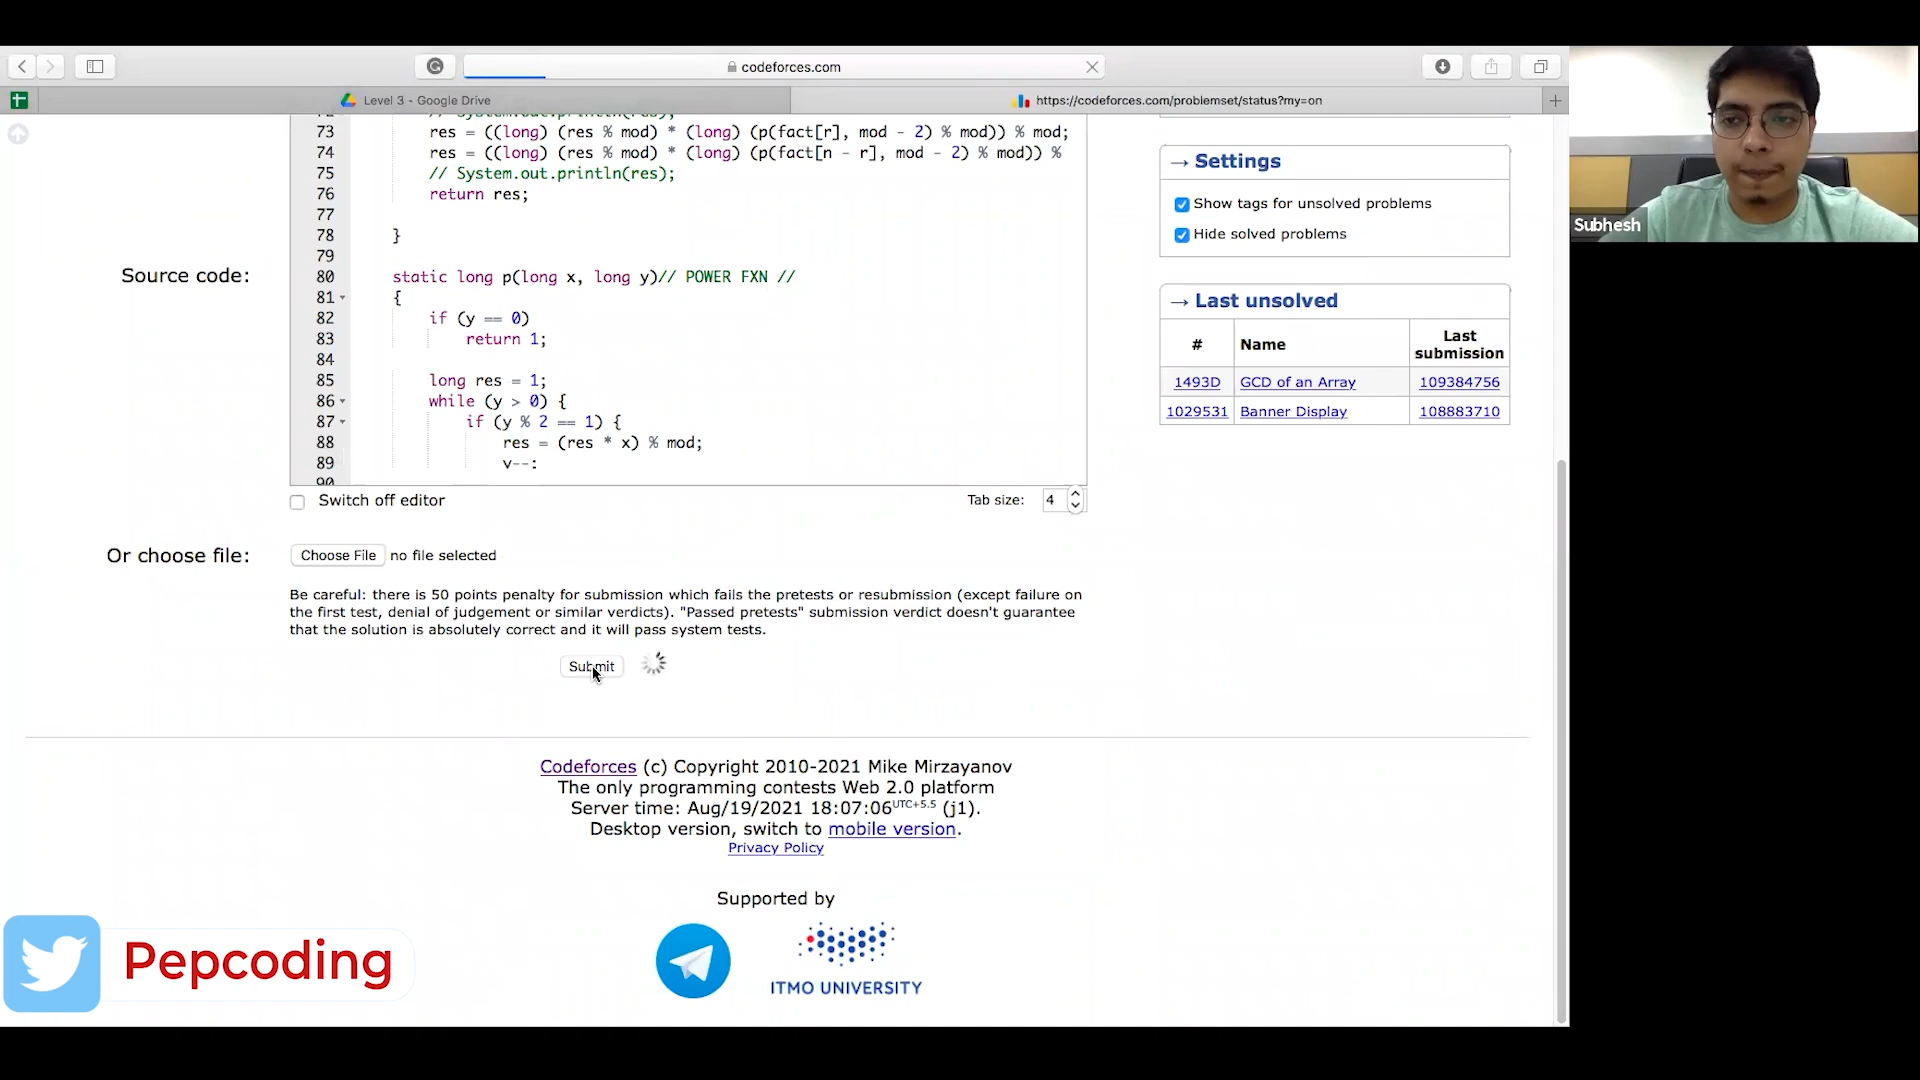 codeforces.com
Level 3 - Google Drive
https://codeforces.com/problemset/status?my=on
Source code:
72 // System.out.println(res);
73 res = ((long) (res % mod) * (long) (p(fact[r], mod - 2) % mod)) % mod;
74 res = ((long) (res % mod) * (long) (p(fact[n - r], mod - 2) % mod)) %
75 // System.out.println(res);
76 return res;
77
78 }
79
80 static long p(long x, long y)// POWER FXN //
81 {
82 if (y == 0)
83 return 1;
84
85 long res = 1;
86 while (y > 0) {
87 if (y % 2 == 1) {
88 res = (res * x) % mod;
89 y--;
90
Switch off editor
Tab size: 4
Or choose file:
Choose File no file selected
Be careful: there is 50 points penalty for submission which fails the pretests or resubmission (except failure on
the first test, denial of judgement or similar verdicts). "Passed pretests" submission verdict doesn't guarantee
that the solution is absolutely correct and it will pass system tests.
Submit
→ Settings
Show tags for unsolved problems
Hide solved problems
→ Last unsolved
# Name Last submission
1493D GCD of an Array 109384756
1029531 Banner Display 108883710
Subhesh
Codeforces (c) Copyright 2010-2021 Mike Mirzayanov
The only programming contests Web 2.0 platform
Server time: Aug/19/2021 18:07:06 UTC+5.5 (j1).
Desktop version, switch to mobile version.
Privacy Policy
Supported by
ITMO UNIVERSITY
Pepcoding